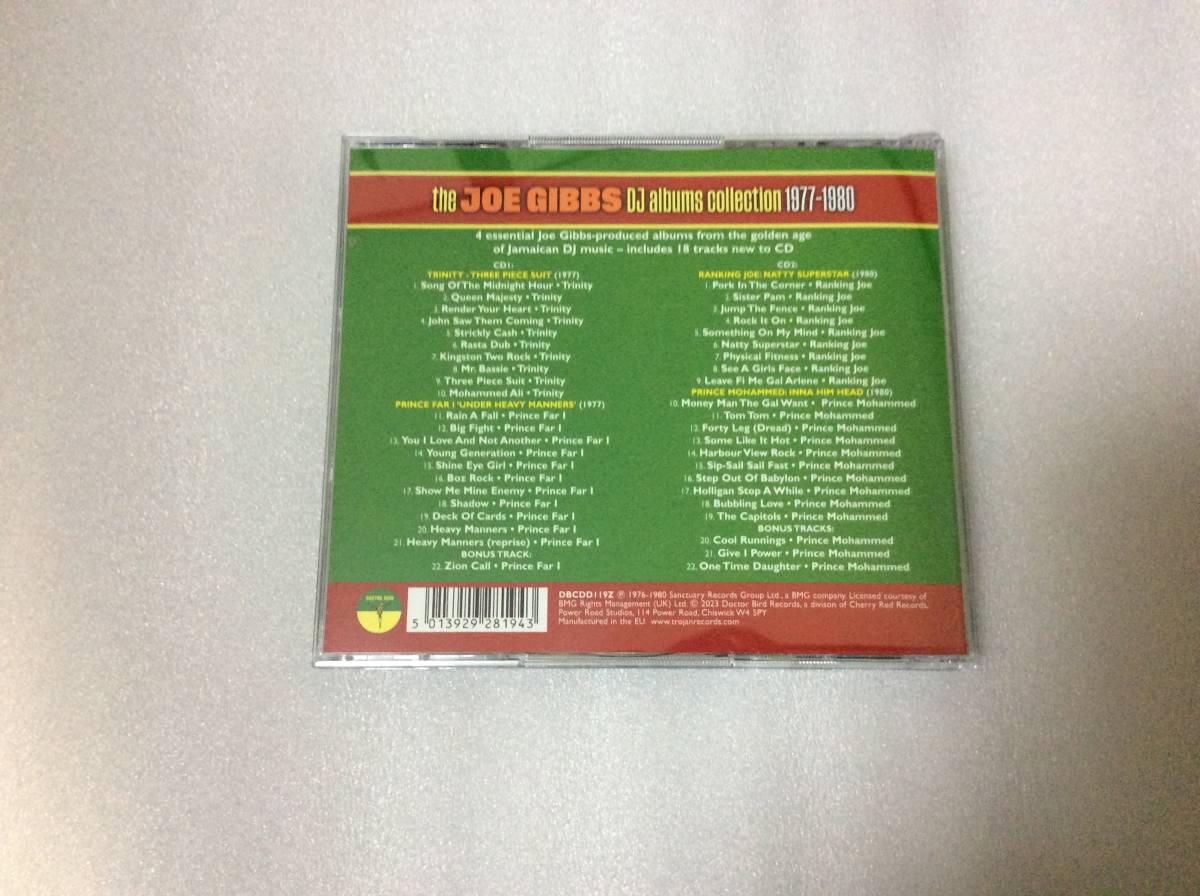 the JOE GIBBS DJ albums collection 1977-1980
4 essential Joe Gibbs-produced albums from the golden age
of Jamaican DJ music – includes 18 tracks new to CD
CD1:
TRINITY - THREE PIECE SUIT (1977)
1. Song Of The Midnight Hour • Trinity
2. Queen Majesty • Trinity
3. Render Your Heart • Trinity
4. John Saw Them Coming • Trinity
5. Strickly Cash • Trinity
6. Rasta Dub • Trinity
7. Kingston Two Rock • Trinity
8. Mr. Bassie • Trinity
9. Three Piece Suit • Trinity
10. Mohammed Ali • Trinity
PRINCE FAR I 'UNDER HEAVY MANNERS' (1977)
11. Rain A Fall • Prince Far I
12. Big Fight • Prince Far I
13. You I Love And Not Another • Prince Far I
14. Young Generation • Prince Far I
15. Shine Eye Girl • Prince Far I
16. Boz Rock • Prince Far I
17. Show Me Mine Enemy • Prince Far I
18. Shadow • Prince Far I
19. Deck Of Cards • Prince Far I
20. Heavy Manners • Prince Far I
21. Heavy Manners (reprise) • Prince Far I
BONUS TRACK:
22. Zion Call • Prince Far I
CD2:
RANKING JOE: NATTY SUPERSTAR (1980)
1. Pork In The Corner • Ranking Joe
2. Sister Pam • Ranking Joe
3. Jump The Fence • Ranking Joe
4. Rock It On • Ranking Joe
5. Something On My Mind • Ranking Joe
6. Natty Superstar • Ranking Joe
7. Physical Fitness • Ranking Joe
8. See A Girls Face • Ranking Joe
9. Leave Fi Me Gal Arlene • Ranking Joe
PRINCE MOHAMMED: INNA HIM HEAD (1980)
10. Money Man The Gal Want • Prince Mohammed
11. Tom Tom • Prince Mohammed
12. Forty Leg (Dread) • Prince Mohammed
13. Some Like It Hot • Prince Mohammed
14. Harbour View Rock • Prince Mohammed
15. Sip-Sail Sail Fast • Prince Mohammed
16. Step Out Of Babylon • Prince Mohammed
17. Holligan Stop A While • Prince Mohammed
18. Bubbling Love • Prince Mohammed
19. The Capitols • Prince Mohammed
BONUS TRACKS:
20. Cool Runnings • Prince Mohammed
21. Give I Power • Prince Mohammed
22. One Time Daughter • Prince Mohammed
DOCTOR BIRD
5 013929 281943
DBCDD119Z ℗ 1976-1980 Sanctuary Records Group Ltd., a BMG company. Licensed courtesy of
BMG Rights Management (UK) Ltd. © 2023 Doctor Bird Records, a divison of Cherry Red Records,
Power Road Studios, 114 Power Road, Chiswick W4 5PY
Manufactured in the EU www.trojanrecords.com